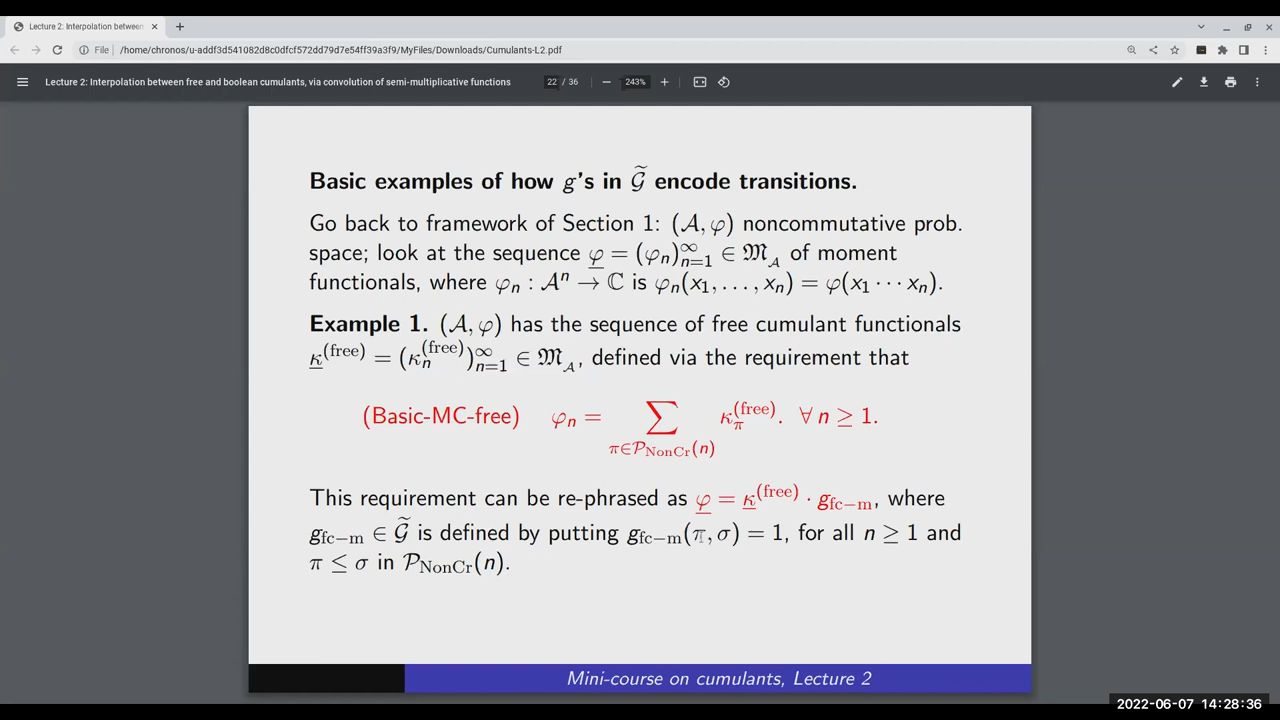 Lecture 2: Interpolation between
File
/home/chronos/u-addf3d541082d8c0dfcf572dd79d7e54ff39a3f9/MyFiles/Downloads/Cumulants-L2.pdf
Lecture 2: Interpolation between free and boolean cumulants, via convolution of semi-multiplicative functions
22 / 36
243%
Basic examples of how g's in 𝒢̃ encode transitions.
Go back to framework of Section 1: (𝒜, φ) noncommutative prob.
space; look at the sequence φ̲ = (φₙ)ₙ₌₁^∞ ∈ 𝔐_𝒜 of moment
functionals, where φₙ : 𝒜ⁿ → ℂ is φₙ(x₁, . . . , xₙ) = φ(x₁ · · · xₙ).
Example 1. (𝒜, φ) has the sequence of free cumulant functionals
κ̲^(free) = (κₙ^(free))ₙ₌₁^∞ ∈ 𝔐_𝒜, defined via the requirement that
(Basic-MC-free) φₙ = ∑_{π∈𝒫_NonCr(n)} κ_π^(free). ∀ n ≥ 1.
This requirement can be re-phrased as φ̲ = κ̲^(free) · g_fc−m, where
g_fc−m ∈ 𝒢̃ is defined by putting g_fc−m(π, σ) = 1, for all n ≥ 1 and
π ≤ σ in 𝒫_NonCr(n).
Mini-course on cumulants, Lecture 2
2022-06-07 14:28:36